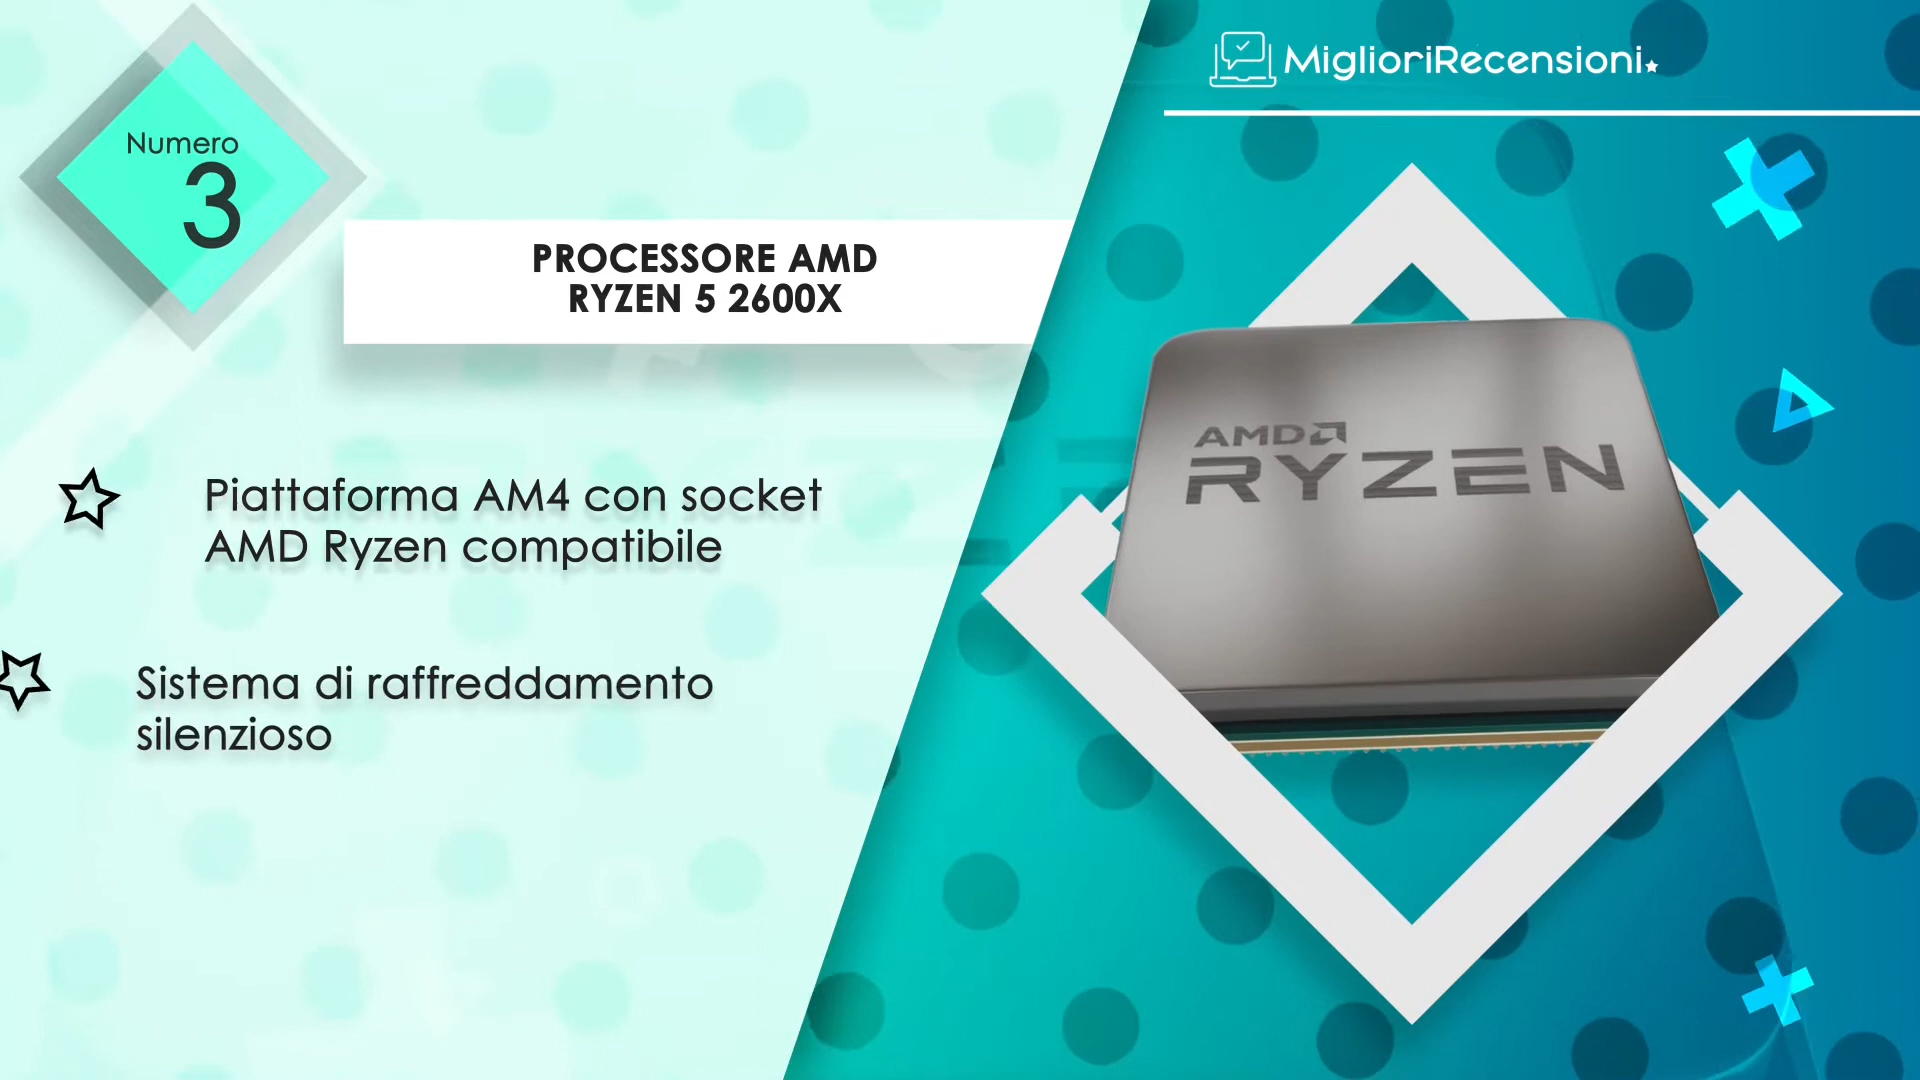 Numero
3
MiglioriRecensioni
PROCESSORE AMD
RYZEN 5 2600X
Piattaforma AM4 con socket
AMD Ryzen compatibile
Sistema di raffreddamento
silenzioso
AMD
RYZEN